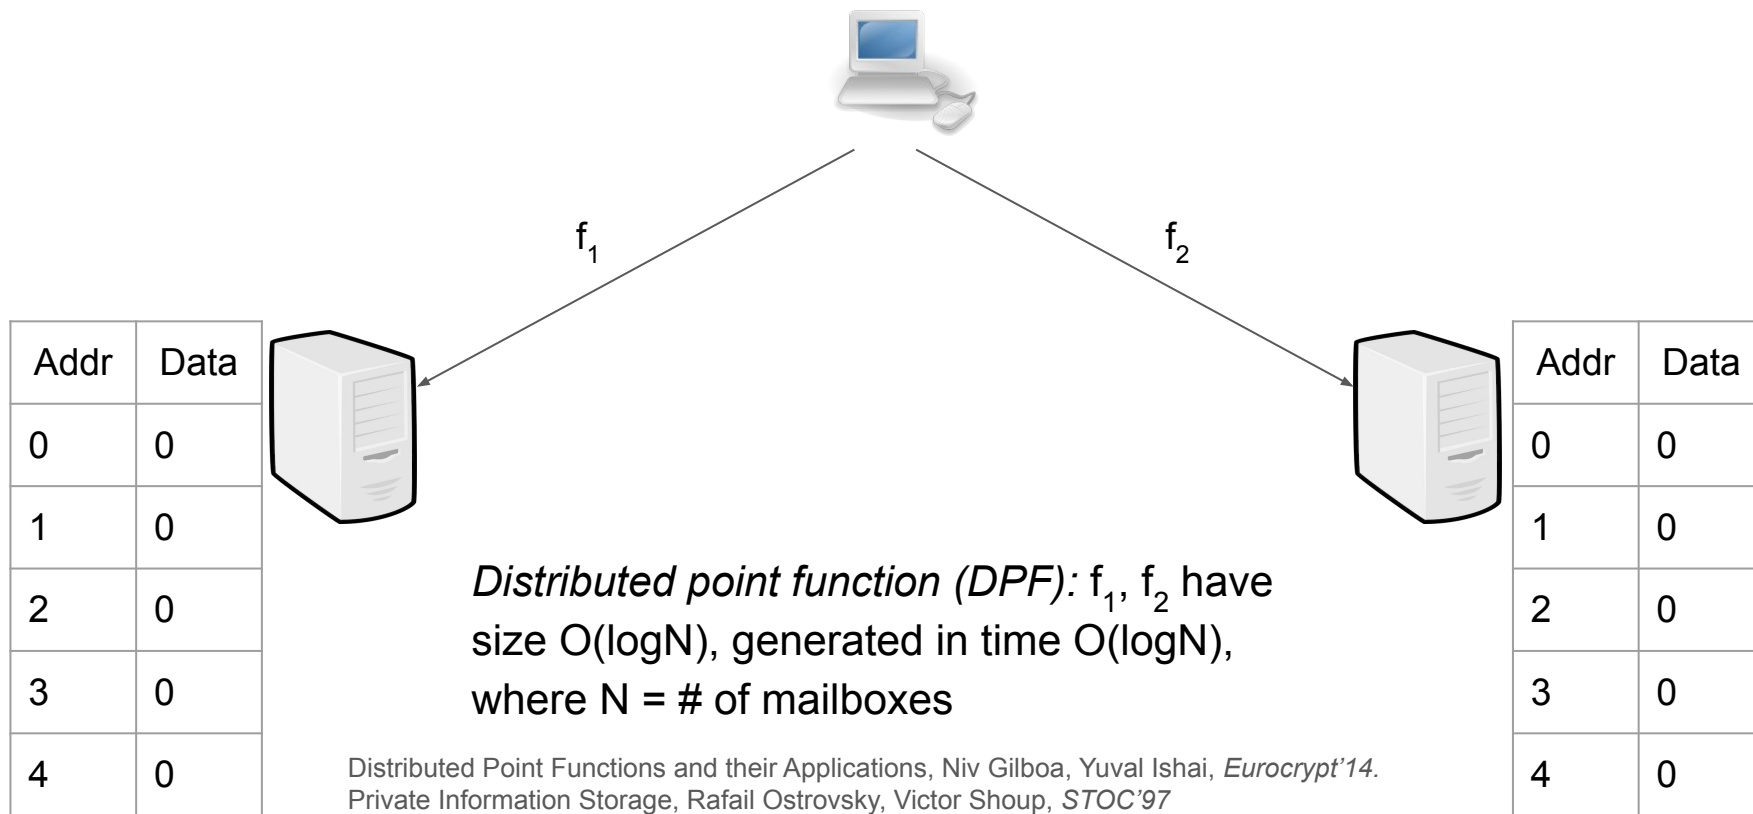 f₁
f₂
Addr Data
0 0
1 0
2 0
3 0
4 0
Addr Data
0 0
1 0
2 0
3 0
4 0
Distributed point function (DPF): f₁, f₂ have
size O(logN), generated in time O(logN),
where N = # of mailboxes
Distributed Point Functions and their Applications, Niv Gilboa, Yuval Ishai, Eurocrypt’14.
Private Information Storage, Rafail Ostrovsky, Victor Shoup, STOC’97